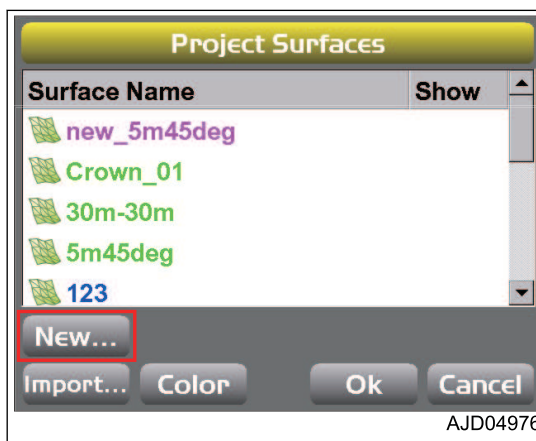 Project Surfaces
Surface Name Show
new_5m45deg
Crown_01
30m-30m
5m45deg
123
New...
Import... Color Ok Cancel
AJD04976